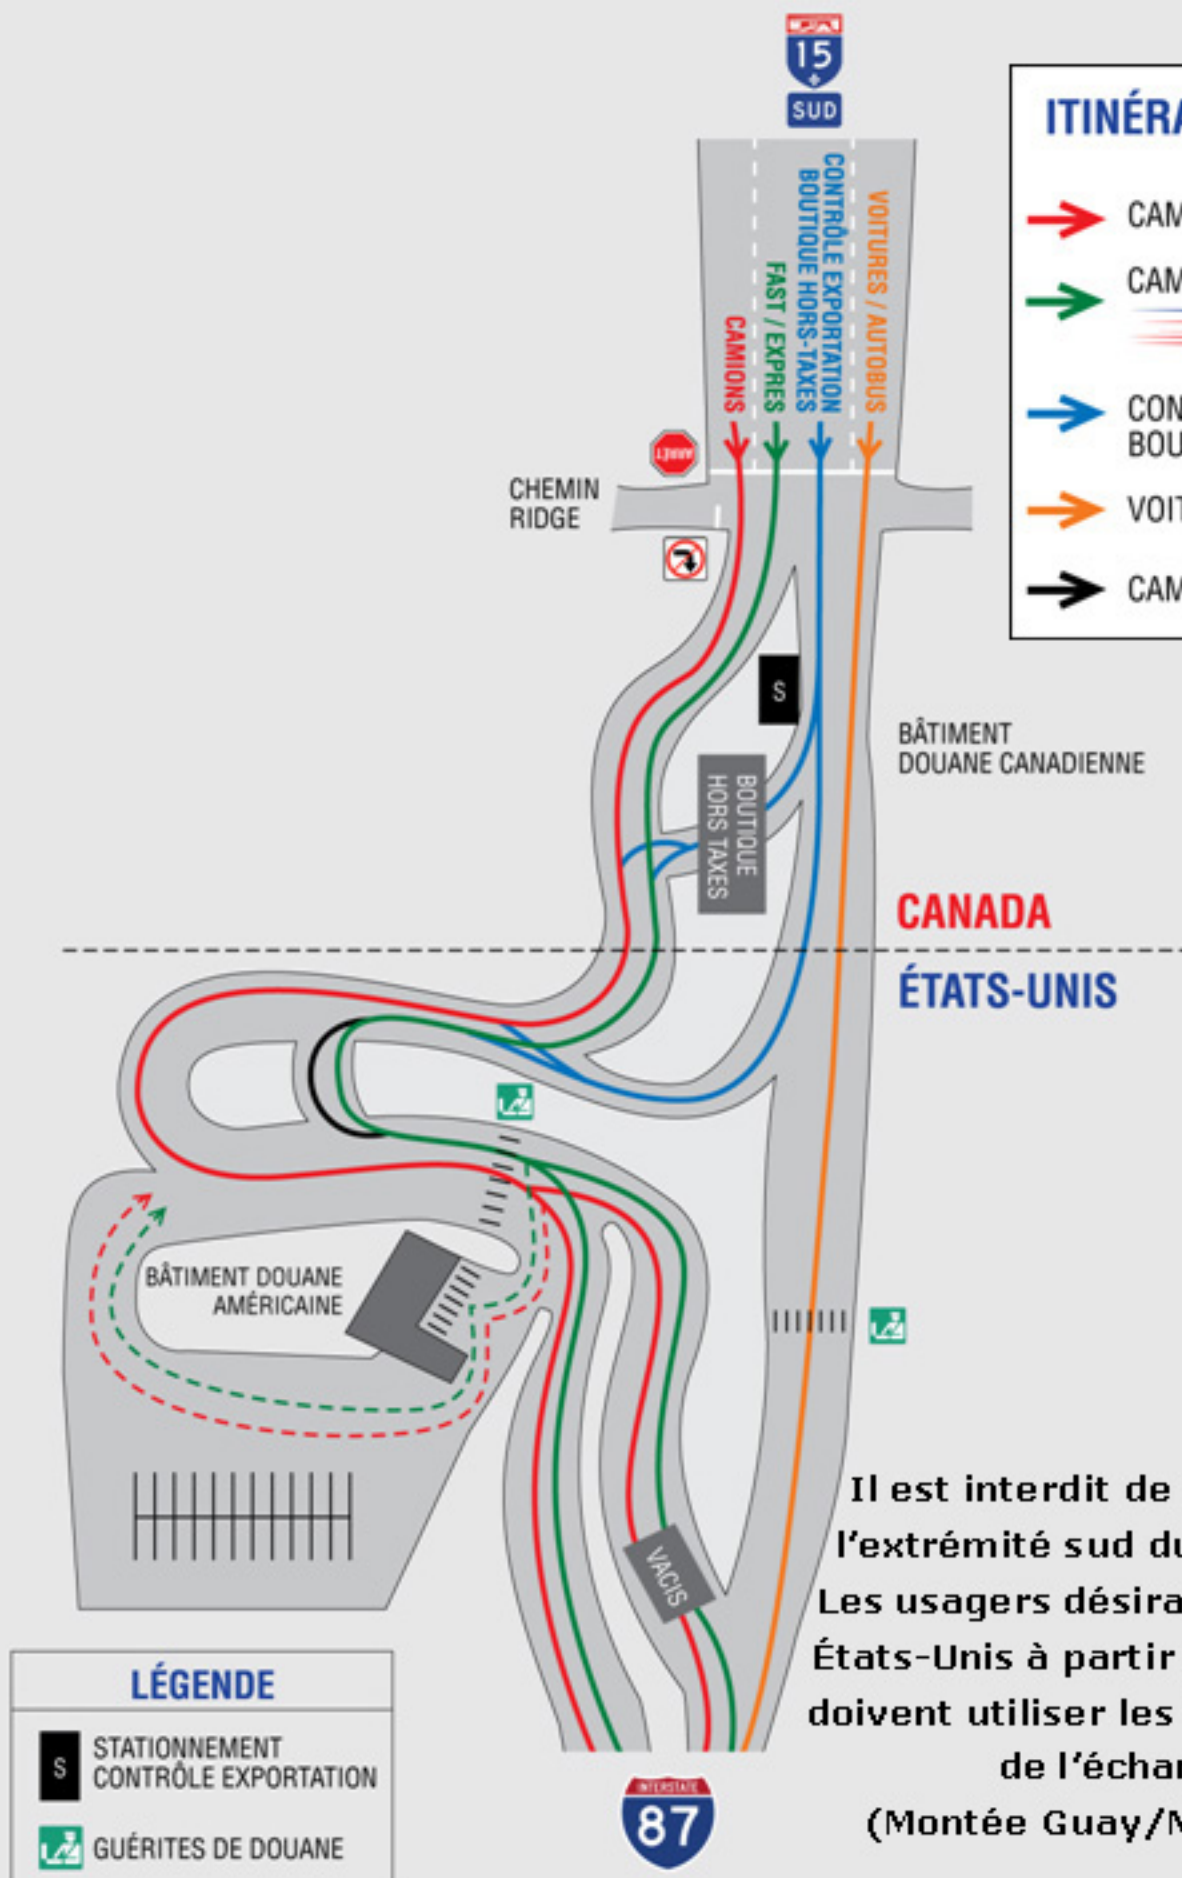 15
SUD
ITINÉRA
CAM
CAM
CON
BOU
VOIT
CAM
CAMIONS
FAST / EXPRES
BOUTIQUE HORS-TAXES
CONTRÔLE EXPORTATION
VOITURES / AUTOBUS
ARRÊT
CHEMIN
RIDGE
S
BÂTIMENT
DOUANE CANADIENNE
BOUTIQUE
HORS TAXES
CANADA
ÉTATS-UNIS
BÂTIMENT DOUANE
AMÉRICAINE
VACIS
Il est interdit de
l'extrémité sud du
Les usagers désira
États-Unis à partir
doivent utiliser les
de l'échan
(Montée Guay/M
LÉGENDE
S
STATIONNEMENT
CONTRÔLE EXPORTATION
GUÉRITES DE DOUANE
INTERSTATE
87